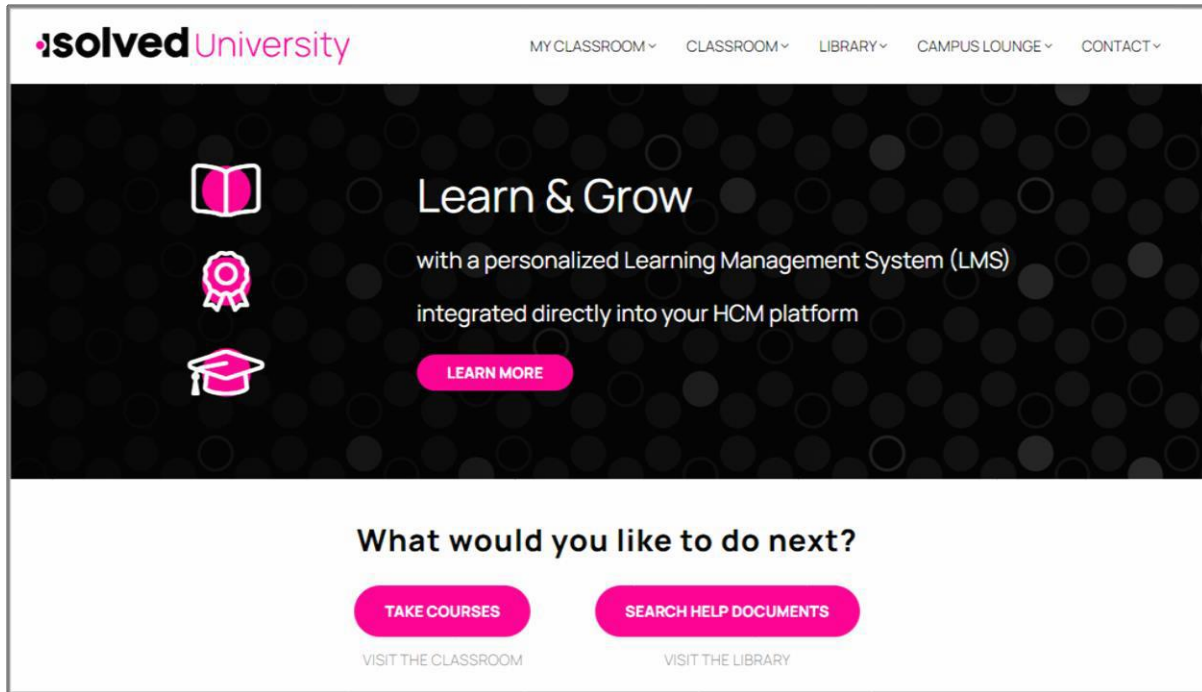 isolved University
MY CLASSROOM
CLASSROOM
LIBRARY
CAMPUS LOUNGE
CONTACT
Learn & Grow
with a personalized Learning Management System (LMS)
integrated directly into your HCM platform
LEARN MORE
What would you like to do next?
TAKE COURSES
SEARCH HELP DOCUMENTS
VISIT THE CLASSROOM
VISIT THE LIBRARY